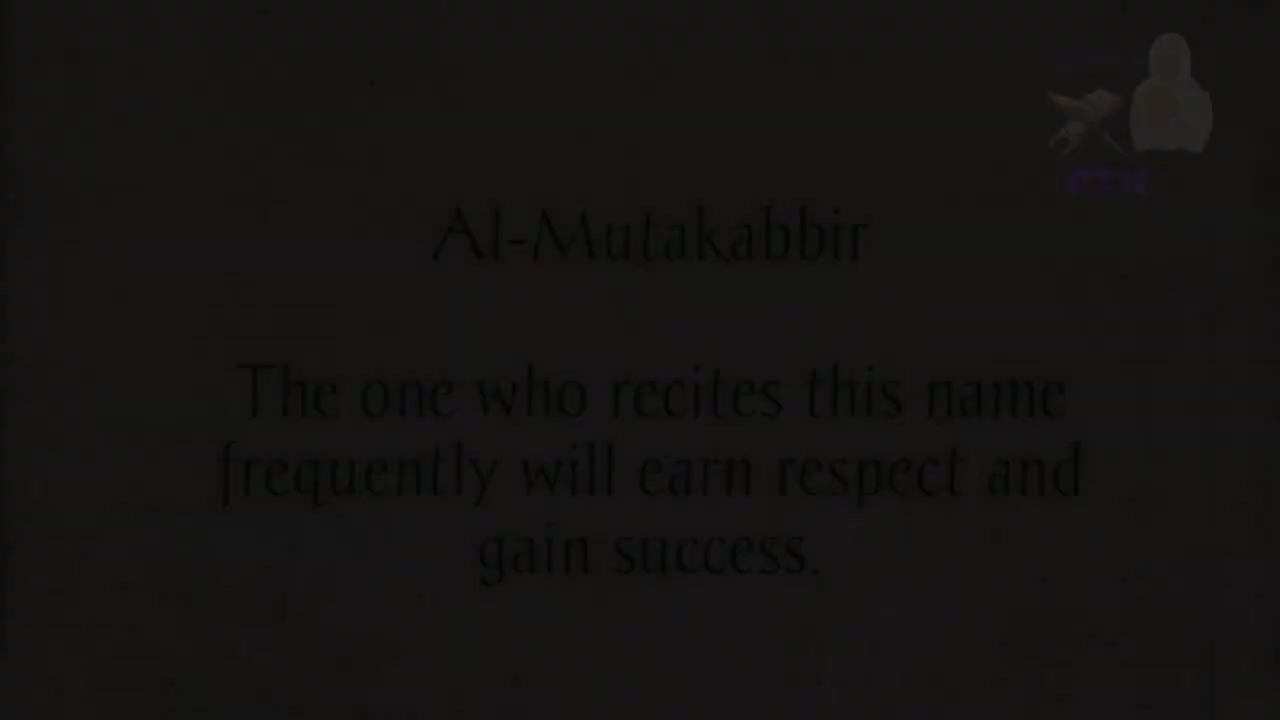 Al-Mutakabbir
The one who recites this name
frequently will earn respect and
gain success.